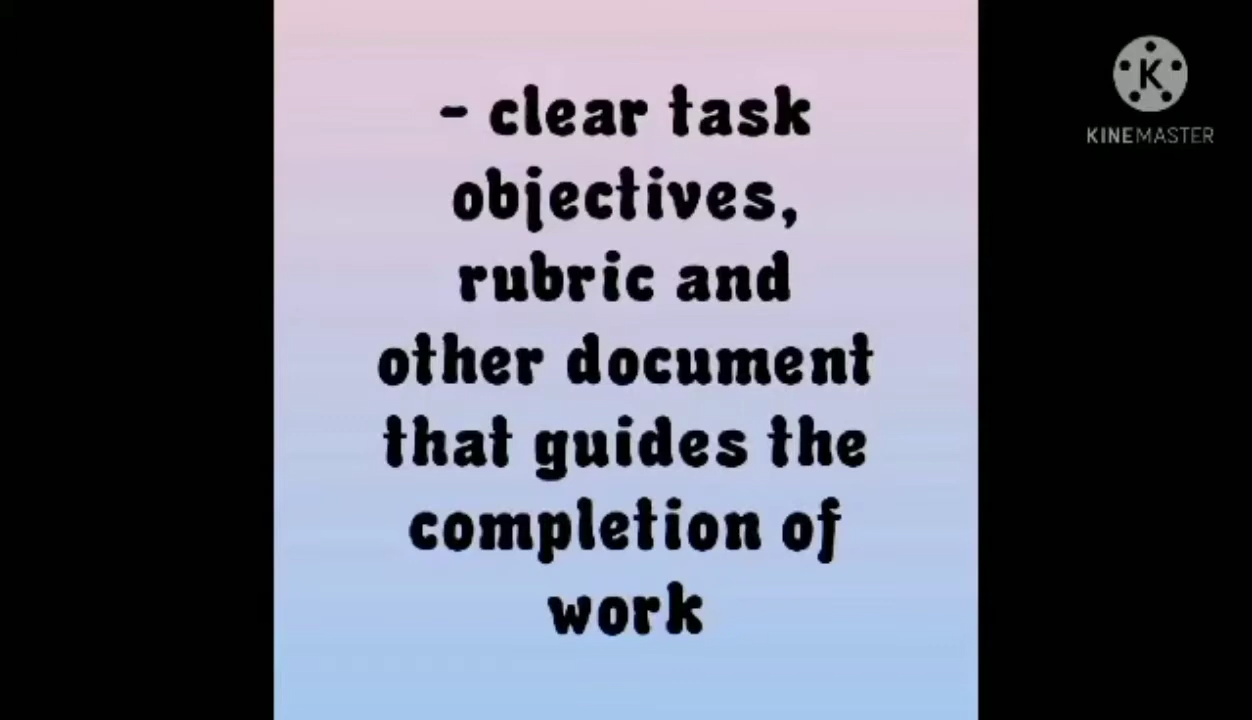 - clear task
objectives,
rubric and
other document
that guides the
completion of
work
K
KINEMASTER